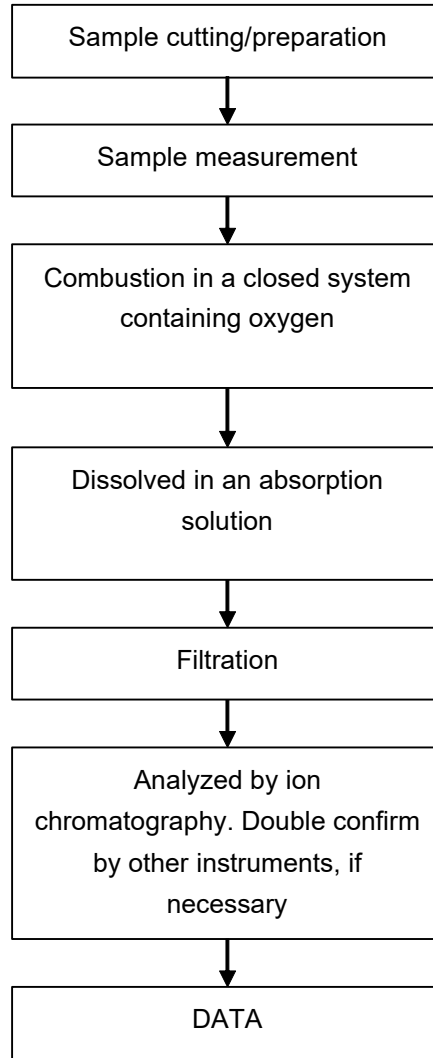 Sample cutting/preparation
Sample measurement
Combustion in a closed system
containing oxygen
Dissolved in an absorption
solution
Filtration
Analyzed by ion
chromatography. Double confirm
by other instruments, if
necessary
DATA